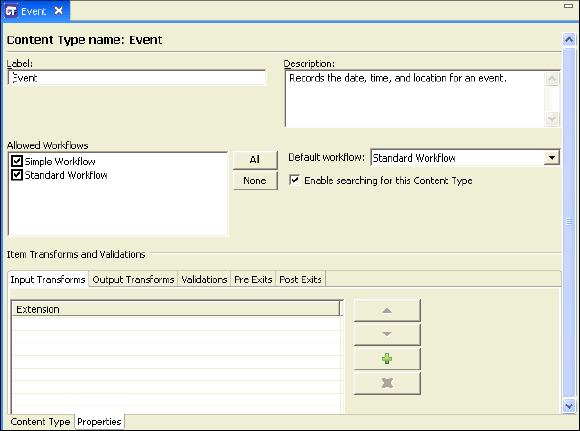 CT Event
Content Type name: Event
Label:
Event
Description:
Records the date, time, and location for an event.
Allowed Workflows
Simple Workflow
Standard Workflow
All
None
Default workflow: Standard Workflow
Enable searching for this Content Type
Item Transforms and Validations
Input Transforms Output Transforms Validations Pre Exits Post Exits
Extension
Content Type Properties